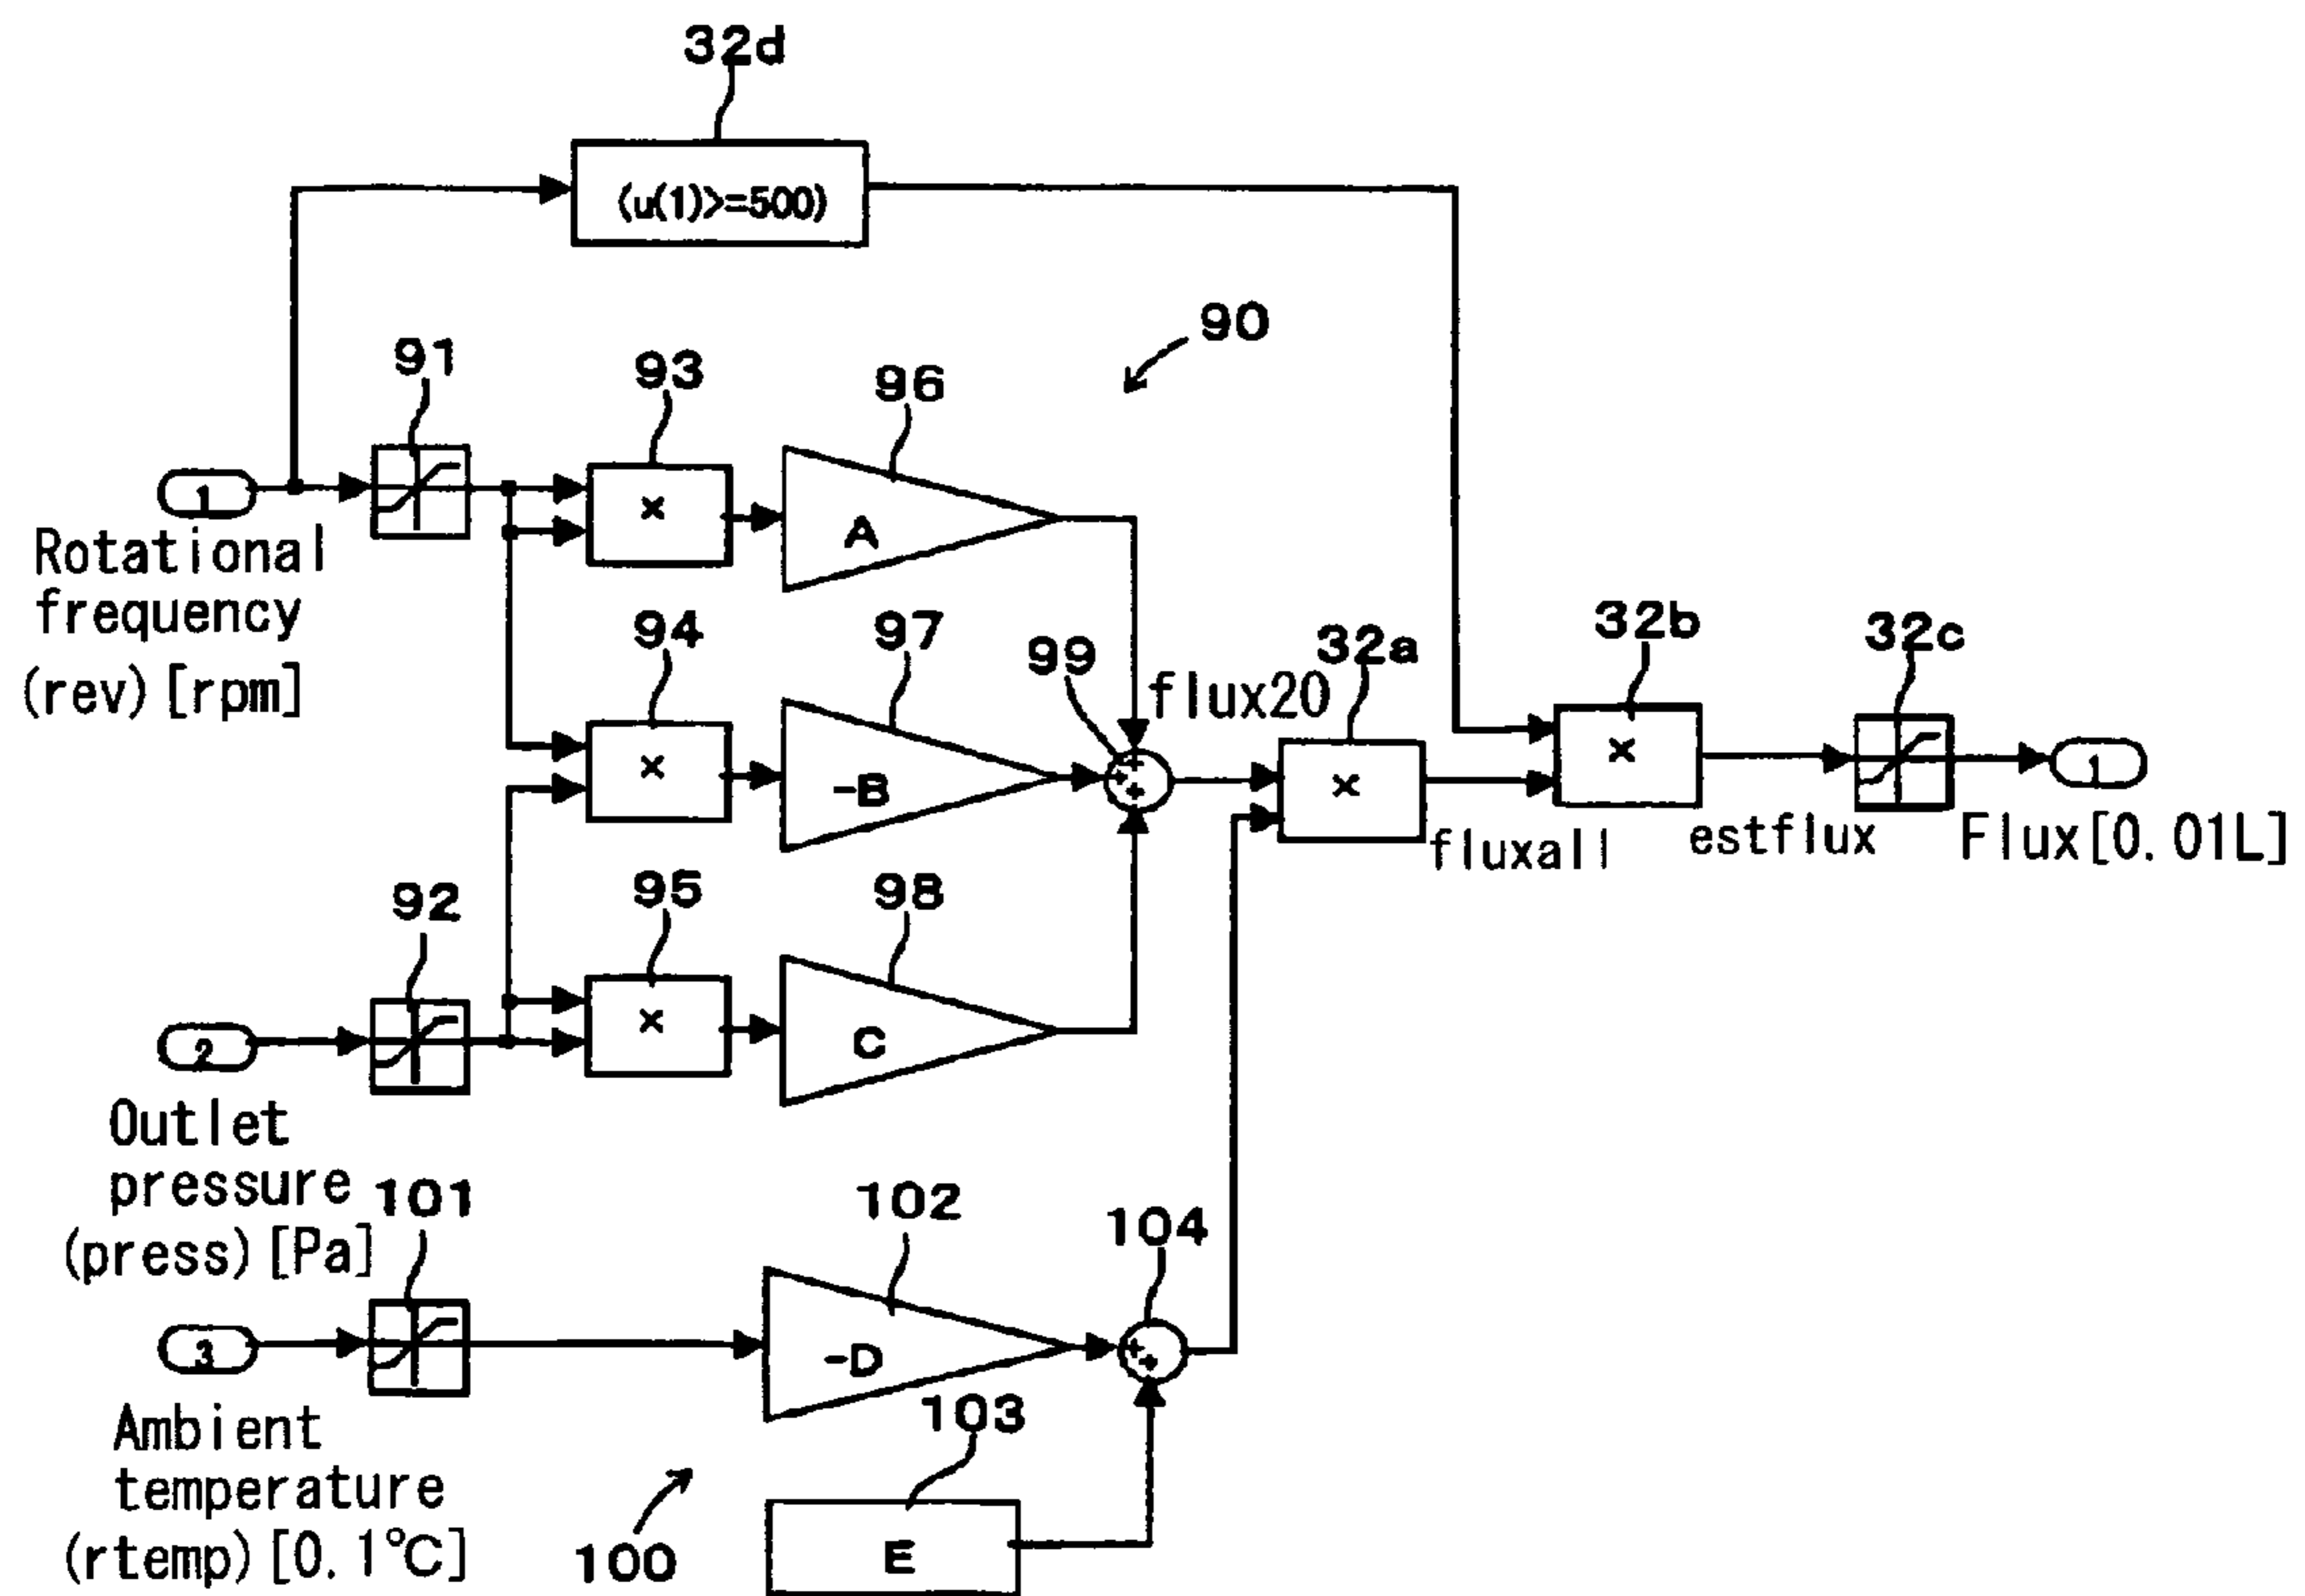 32d
(u(1)>=500)
90
91
93
96
1
×
A
Rotational
frequency
(rev) [rpm]
94
97
99
32a
32b
32c
flux20
×
-B
+
+
+
×
×
1
fluxall
estflux
Flux[0.01L]
92
95
98
2
×
C
Outlet
pressure
(press) [Pa]
101
102
104
3
-D
+
+
Ambient
temperature
(rtemp) [0.1℃]
103
100
E